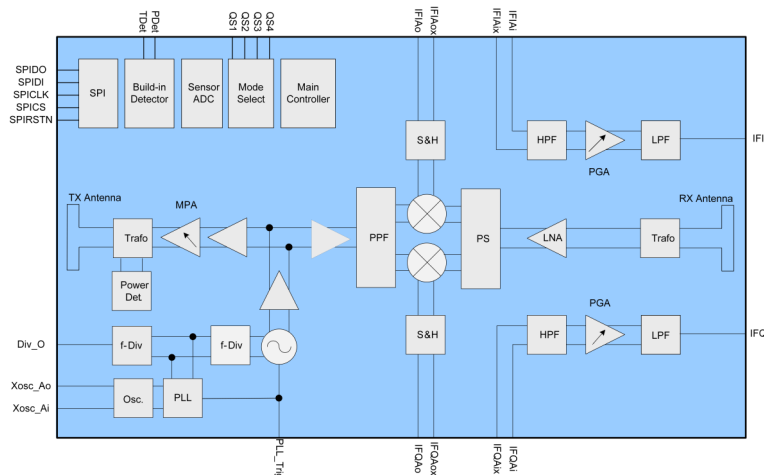 TDet
PDet
QS1
QS2
QS3
QS4
IFIAo
IFIAox
IFIAix
IFIAi
SPIDO
SPIDI
SPICLK
SPICS
SPIRSTN
SPI
Build-in
Detector
Sensor
ADC
Mode
Select
Main
Controller
S&H
HPF
PGA
LPF
IFI
TX Antenna
MPA
RX Antenna
Trafo
PPF
PS
LNA
Trafo
Power
Det.
PGA
Div_O
f-Div
f-Div
S&H
HPF
LPF
IFQ
Xosc_Ao
Xosc_Ai
Osc.
PLL
PLL_Trig
IFQAo
IFQAox
IFQAix
IFQAi